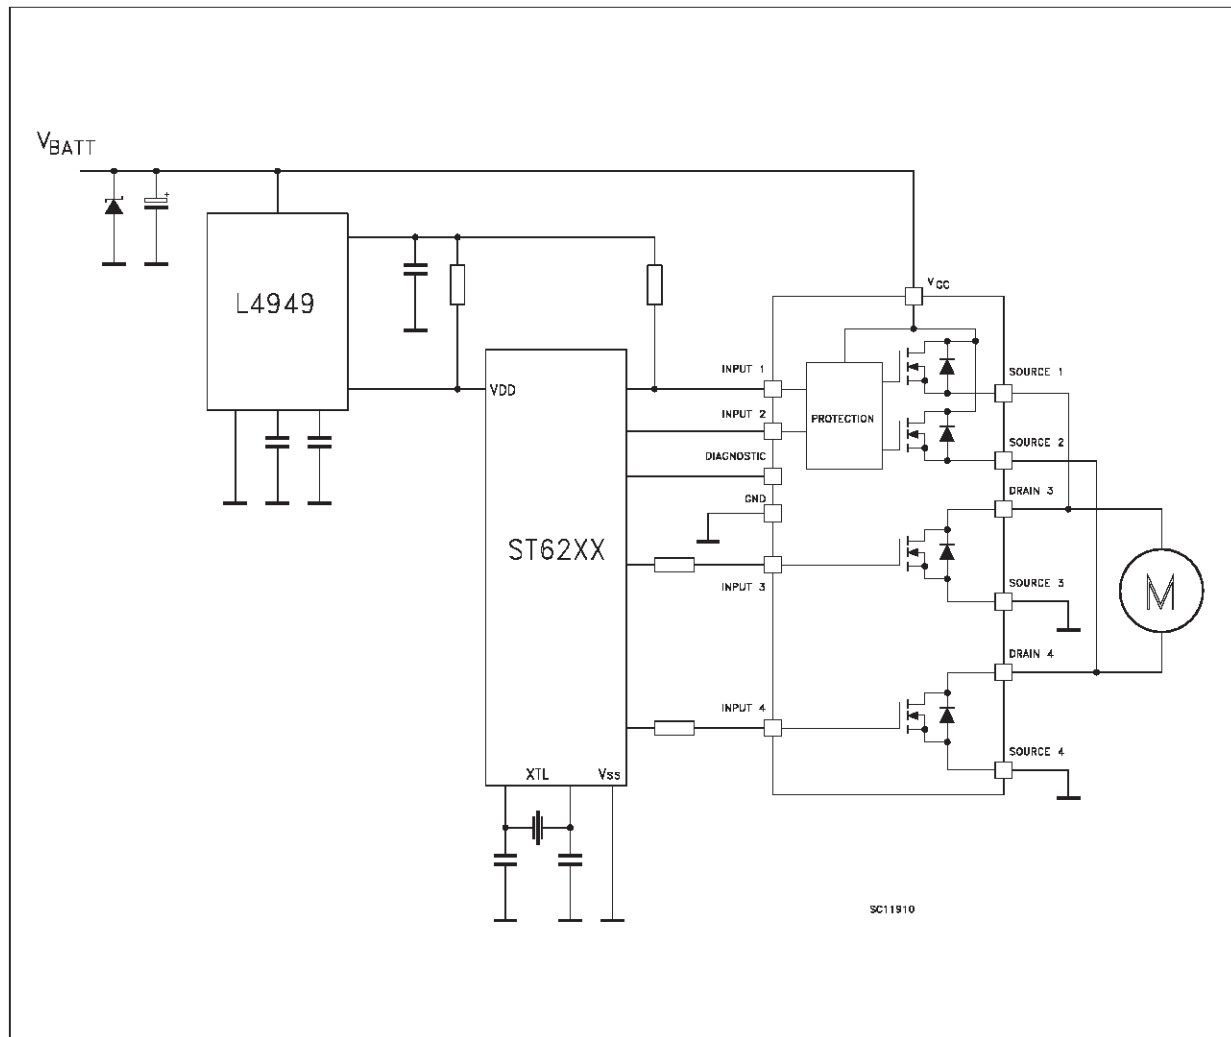 VBATT
L4949
VCC
INPUT 1
SOURCE 1
VDD
INPUT 2
PROTECTION
SOURCE 2
DIAGNOSTIC
DRAIN 3
GND
ST62XX
INPUT 3
SOURCE 3
M
DRAIN 4
INPUT 4
SOURCE 4
XTL
Vss
SC11910